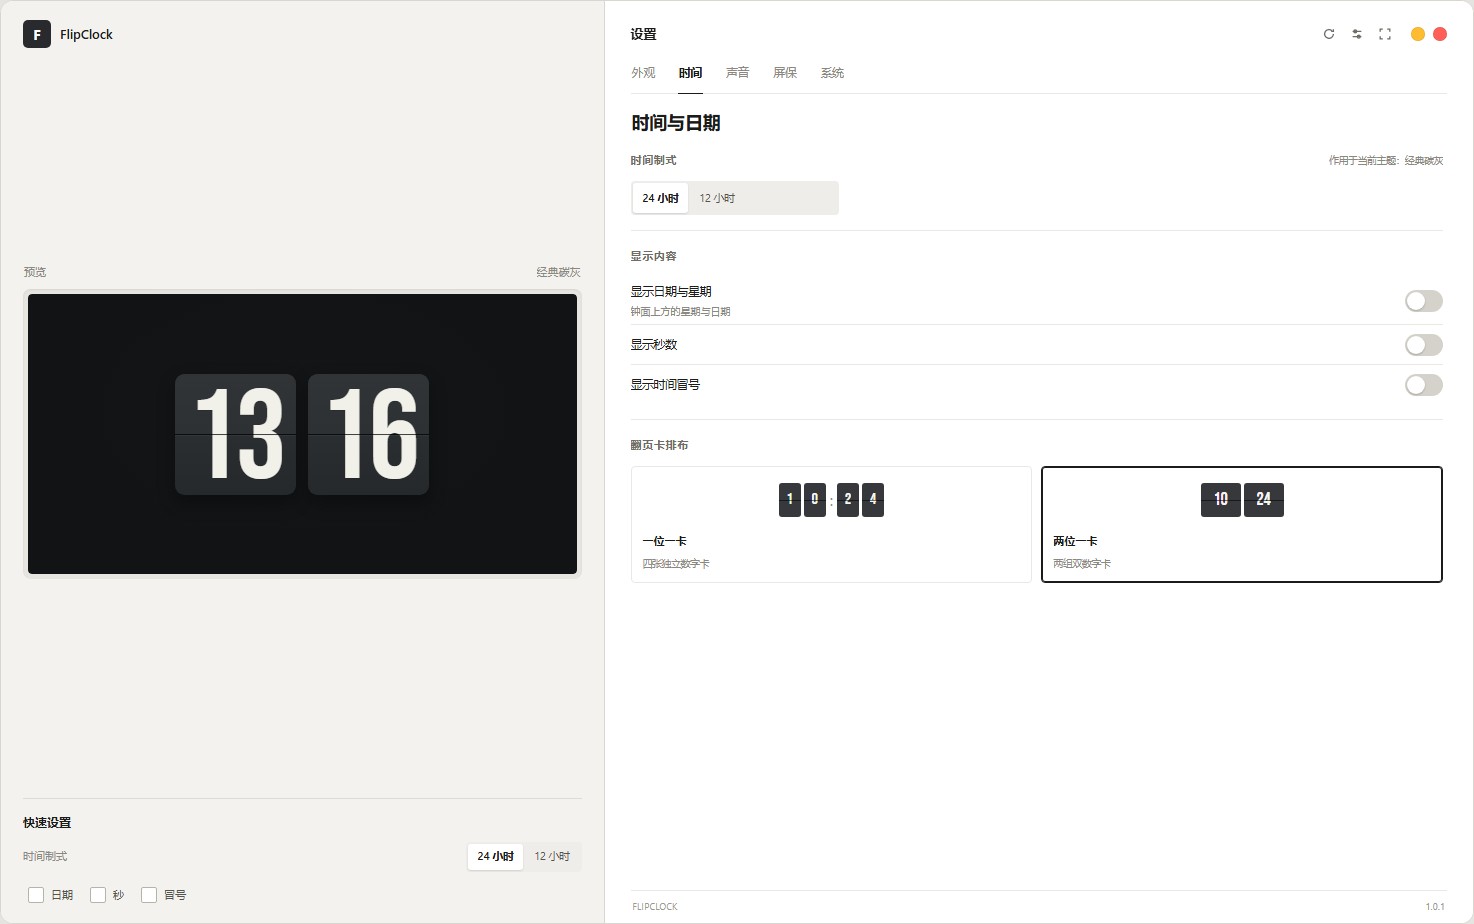 F FlipClock
预览 经典碳灰
13 16
快速设置
时间制式 24 小时 12 小时
日期 秒 冒号
设置
外观 时间 声音 屏保 系统
时间与日期
时间制式 作用于当前主题：经典碳灰
24 小时 12 小时
显示内容
显示日期与星期
钟面上方的星期与日期
显示秒数
显示时间冒号
翻页卡排布
1 0 : 2 4
一位一卡
四张独立数字卡
10 24
两位一卡
两组双数字卡
FLIPCLOCK 1.0.1